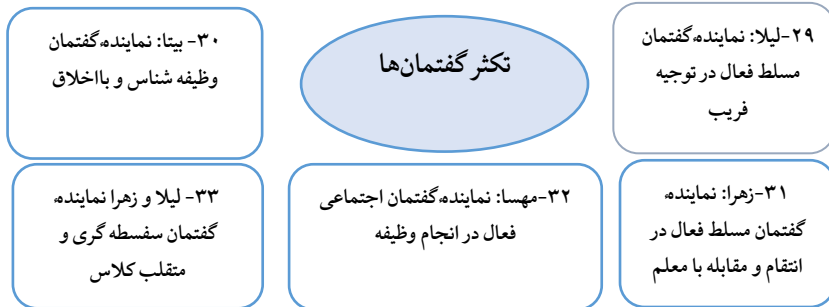 ۲۹-لیلا: نماینده،گفتمان
مسلط فعال در توجیه
فریب
تکثر گفتمان‌ها
۳۰- بیتا: نماینده،گفتمان
وظیفه شناس و بااخلاق
۳۱-زهرا: نماینده،
گفتمان مسلط فعال در
انتقام و مقابله با معلم
۳۲-مهسا: نماینده،گفتمان اجتماعی
فعال در انجام وظیفه
۳۳- لیلا و زهرا نماینده،
گفتمان سفسطه گری و
متقلب کلاس